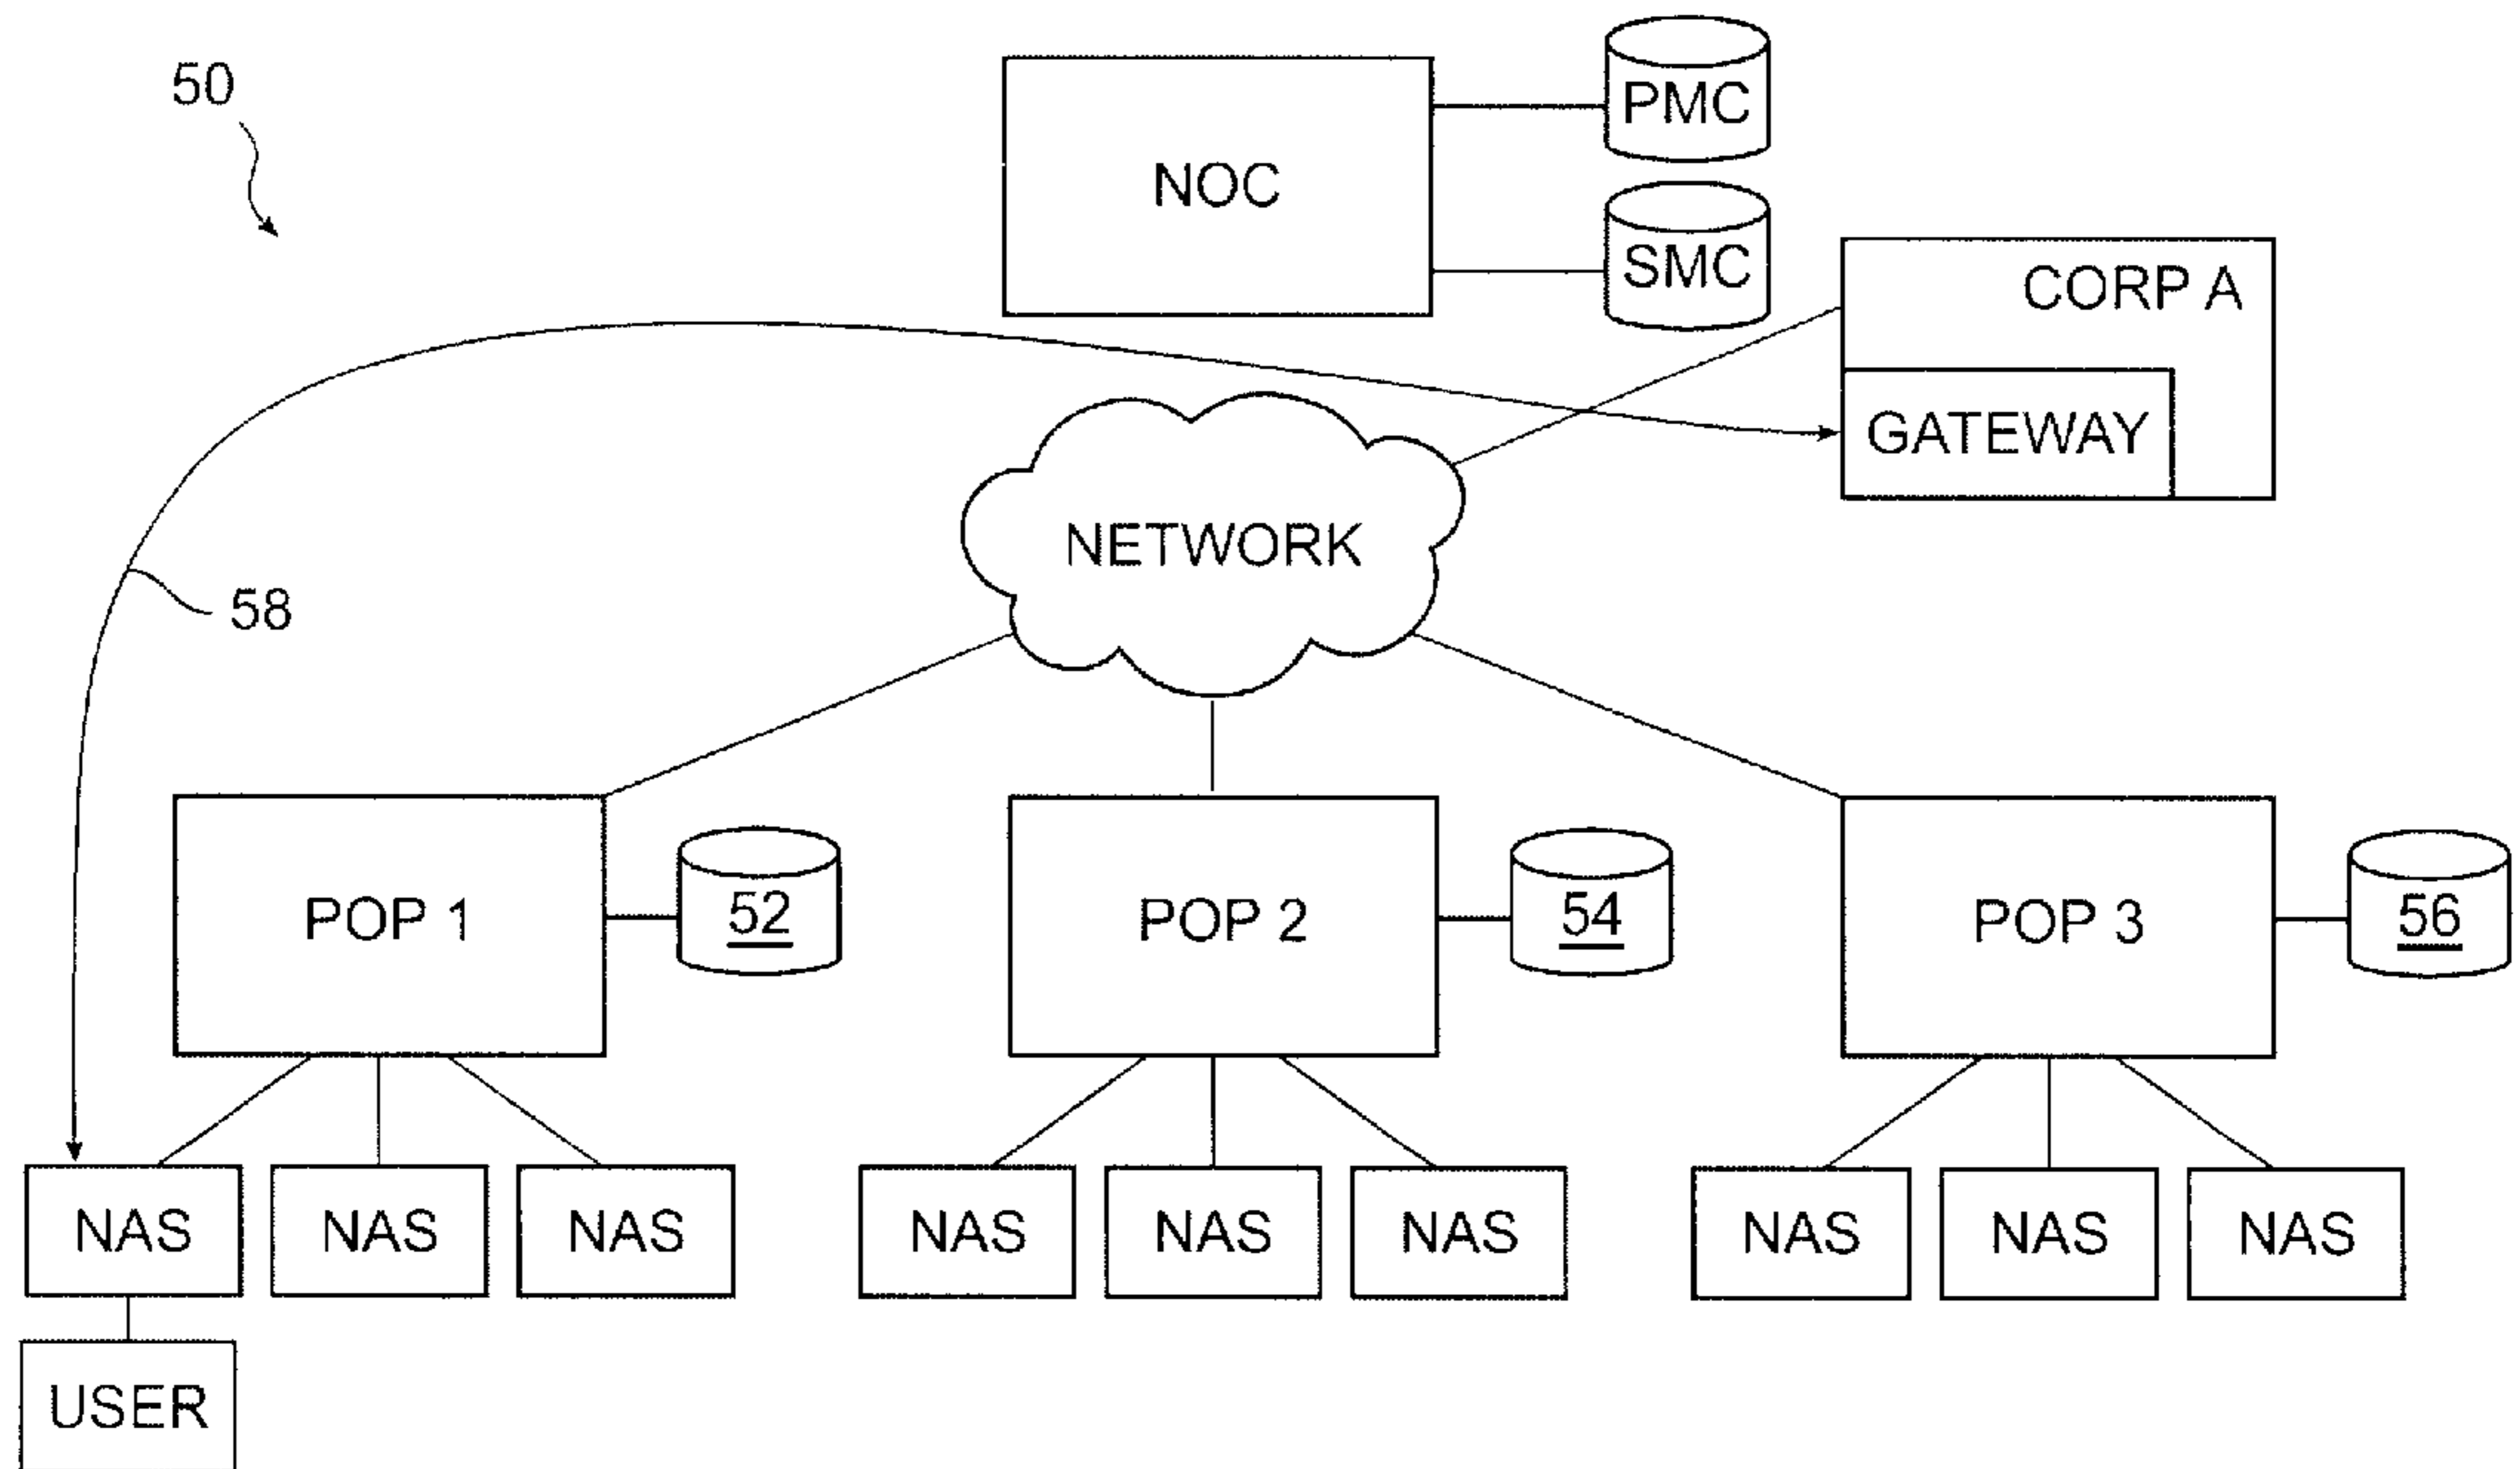 50
PMC
NOC
SMC
CORP A
GATEWAY
NETWORK
58
POP 1
52
POP 2
54
POP 3
56
NAS
NAS
NAS
NAS
NAS
NAS
NAS
NAS
NAS
USER